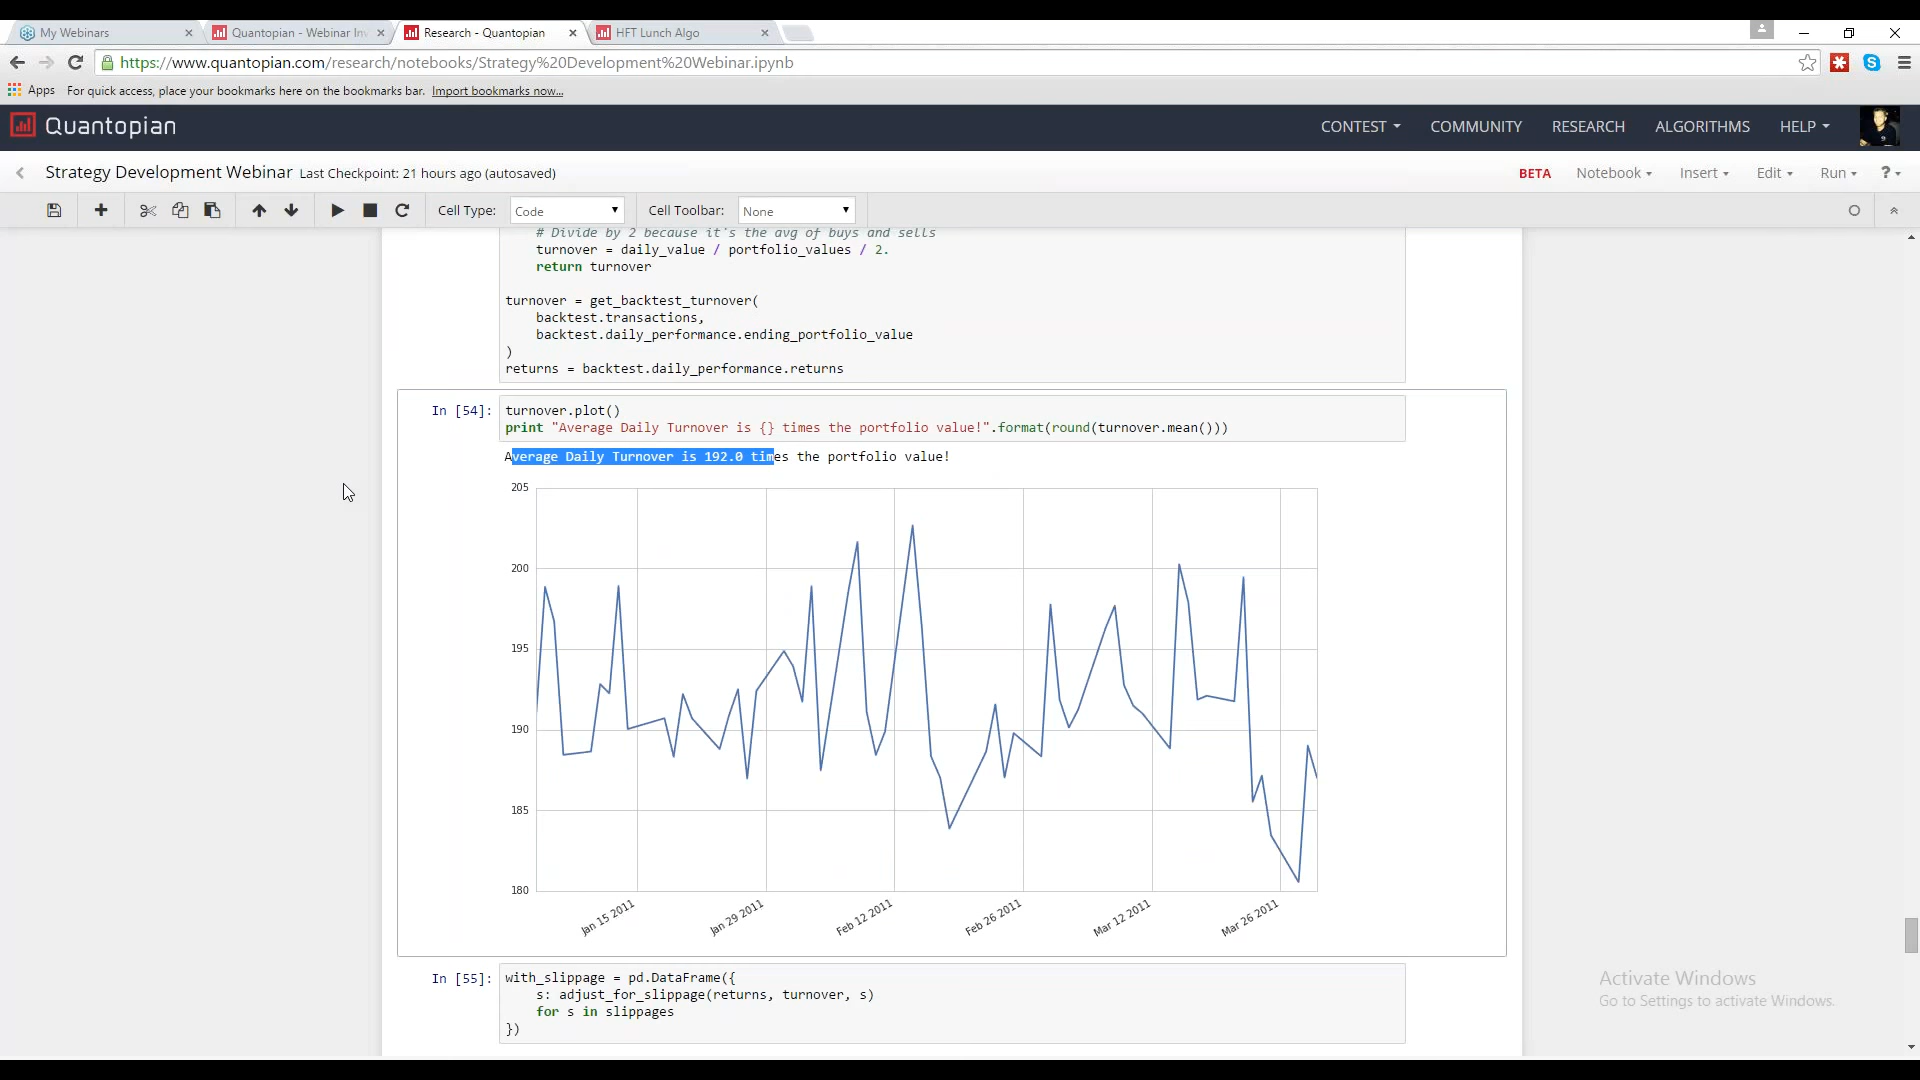 My Webinars
Quantopian - Webinar Inv
Research - Quantopian
HFT Lunch Algo
https://www.quantopian.com/research/notebooks/Strategy%20Development%20Webinar.ipynb
Apps For quick access, place your bookmarks here on the bookmarks bar. Import bookmarks now...
Quantopian
CONTEST COMMUNITY RESEARCH ALGORITHMS HELP
Strategy Development Webinar Last Checkpoint: 21 hours ago (autosaved)
BETA Notebook Insert Edit Run ?
Cell Type: Code Cell Toolbar: None
# Divide by 2 because it's the avg of buys and sells
turnover = daily_value / portfolio_values / 2.
return turnover
turnover = get_backtest_turnover(
backtest.transactions,
backtest.daily_performance.ending_portfolio_value
)
returns = backtest.daily_performance.returns
In [54]: turnover.plot()
print "Average Daily Turnover is {} times the portfolio value!".format(round(turnover.mean()))
Average Daily Turnover is 192.0 times the portfolio value!
205
200
195
190
185
180
Jan 15 2011
Jan 29 2011
Feb 12 2011
Feb 26 2011
Mar 12 2011
Mar 26 2011
In [55]: with_slippage = pd.DataFrame({
s: adjust_for_slippage(returns, turnover, s)
for s in slippages
})
Activate Windows
Go to Settings to activate Windows.